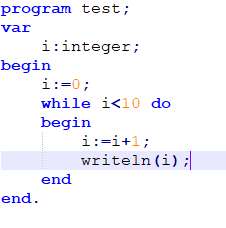 program test;
var
    i:integer;
begin
    i:=0;
    while i<10 do
    begin
        i:=i+1;
        writeln(i);
    end
end.